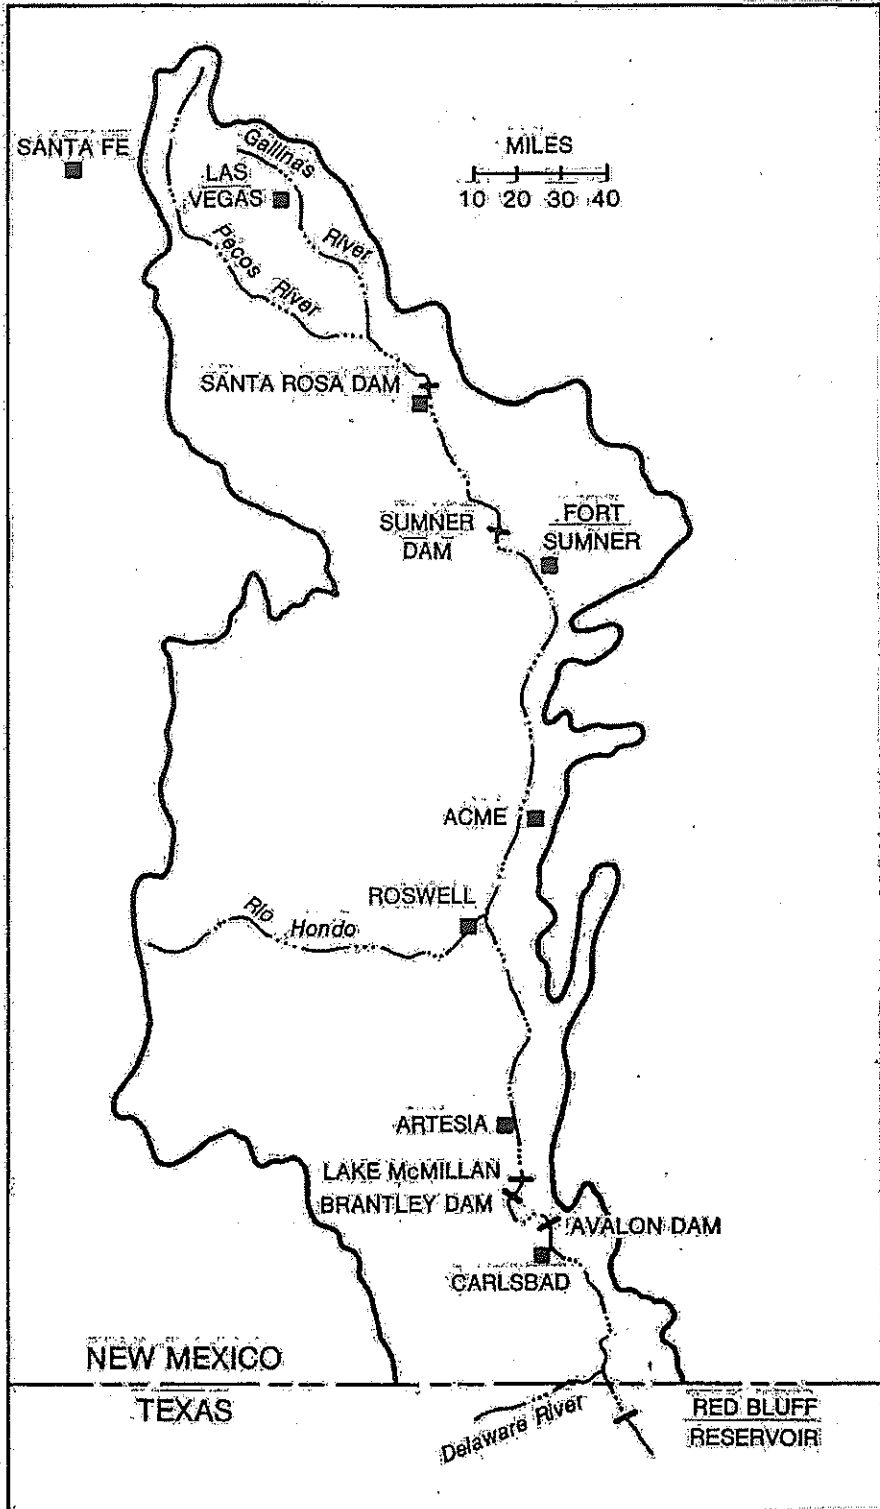 SANTA FE
Gallinas
River
LAS
VEGAS
MILES
10 20 30 40
Pecos
River
SANTA ROSA DAM
SUMNER
DAM
FORT
SUMNER
ACME
ROSWELL
Rio Hondo
ARTESIA
LAKE McMILLAN
BRANTLEY DAM
AVALON DAM
CARLSBAD
NEW MEXICO
TEXAS
Delaware River
RED BLUFF
RESERVOIR